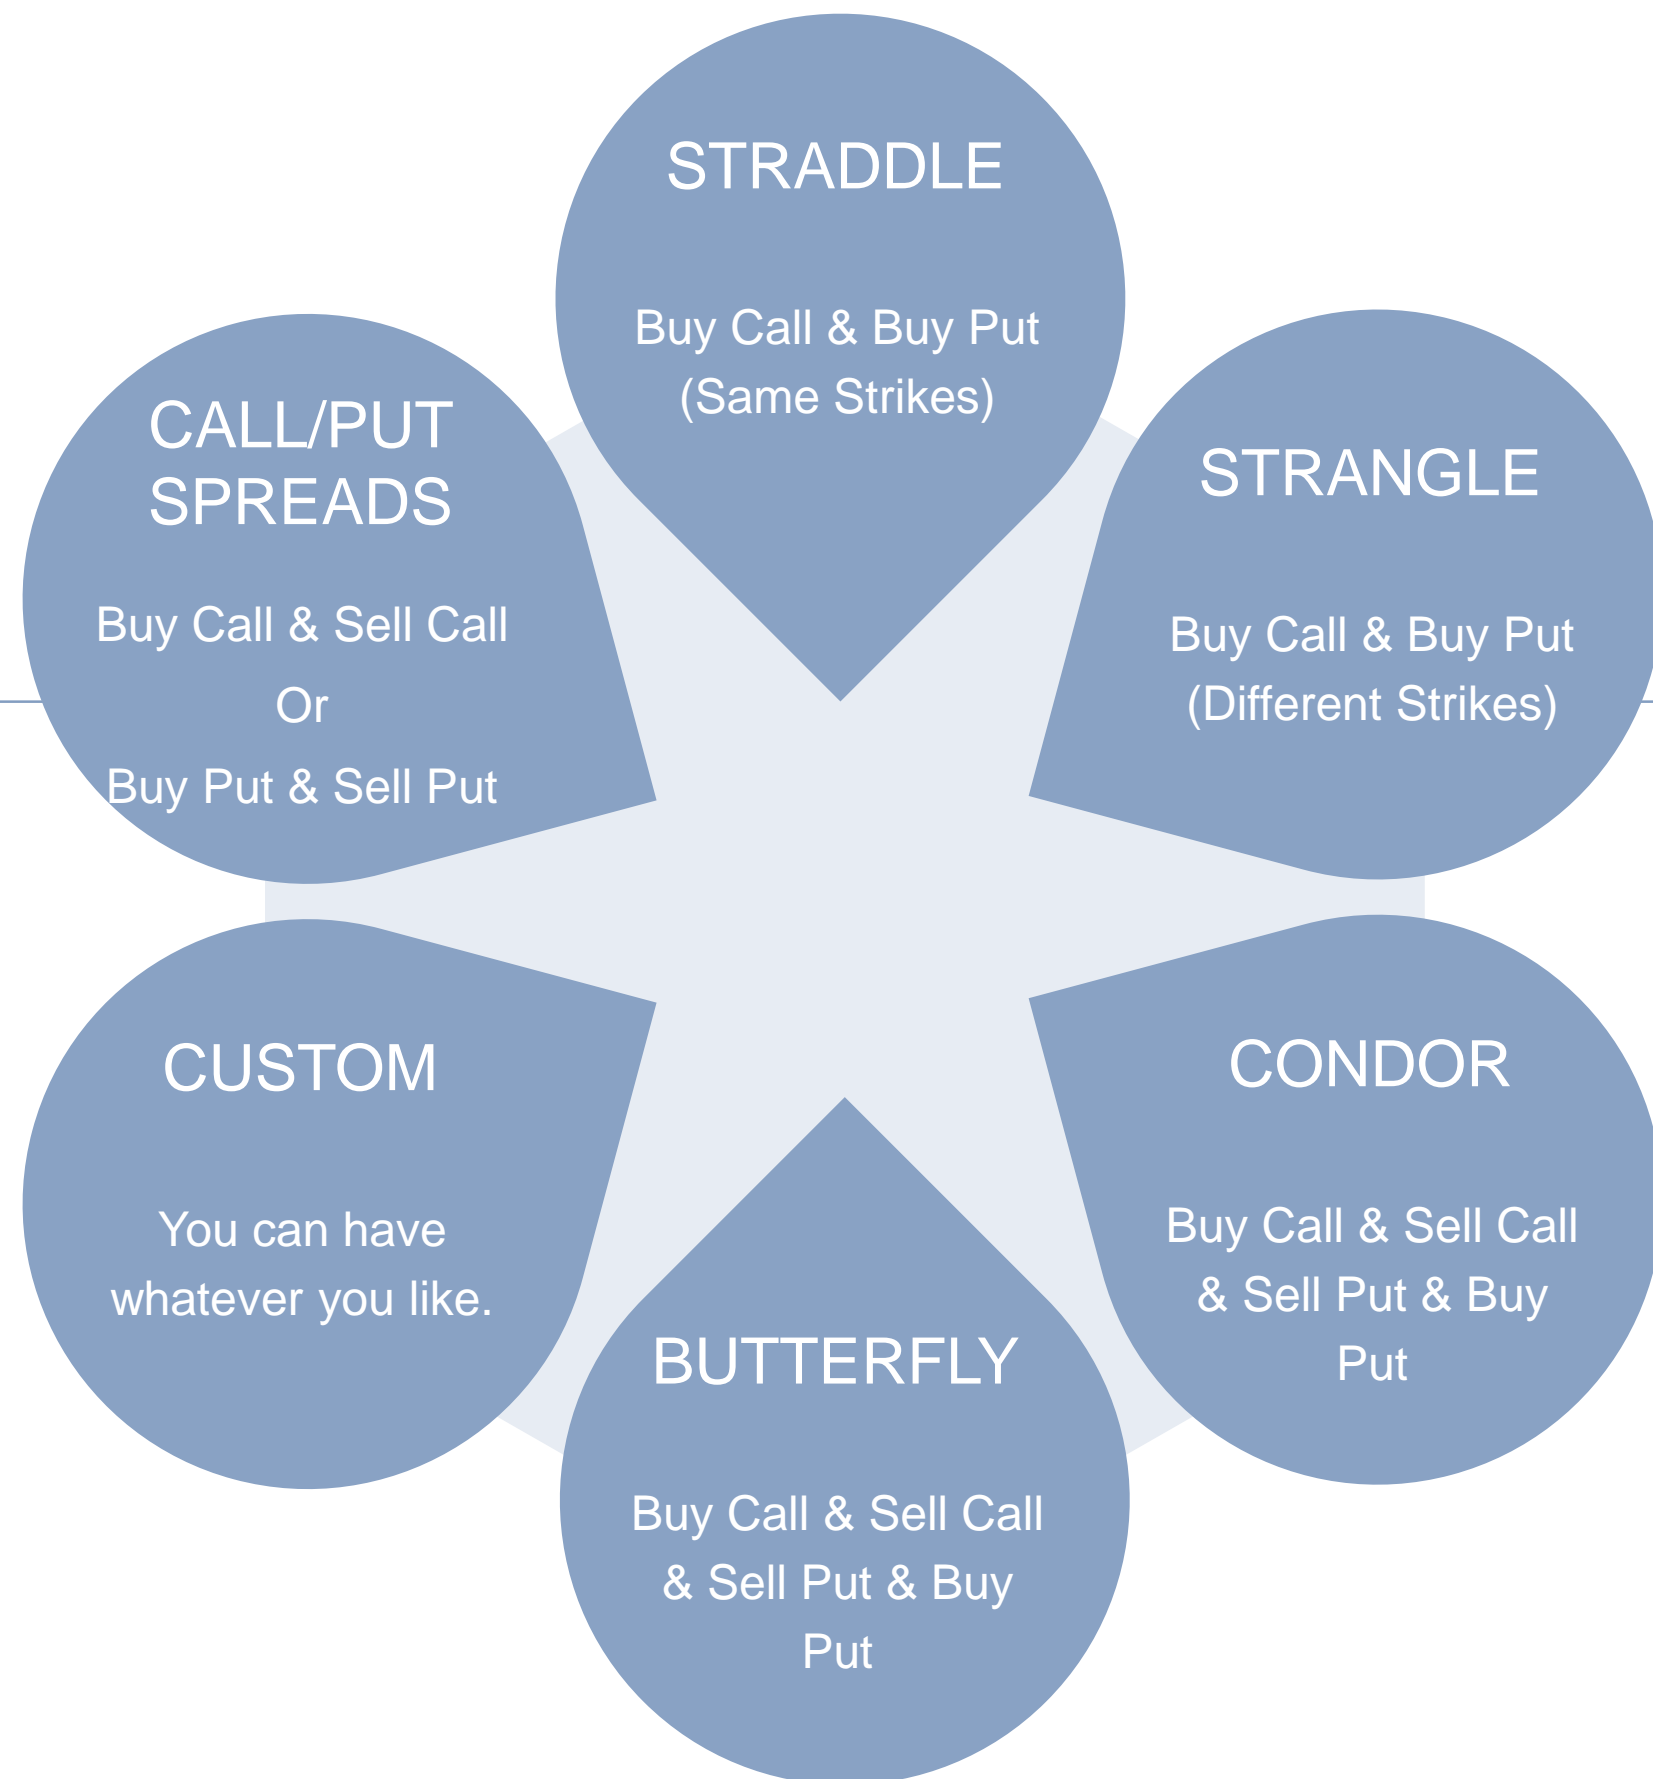 STRADDLE
Buy Call & Buy Put
(Same Strikes)
STRANGLE
Buy Call & Buy Put
(Different Strikes)
CONDOR
Buy Call & Sell Call
& Sell Put & Buy
Put
BUTTERFLY
Buy Call & Sell Call
& Sell Put & Buy
Put
CUSTOM
You can have
whatever you like.
CALL/PUT
SPREADS
Buy Call & Sell Call
Or
Buy Put & Sell Put